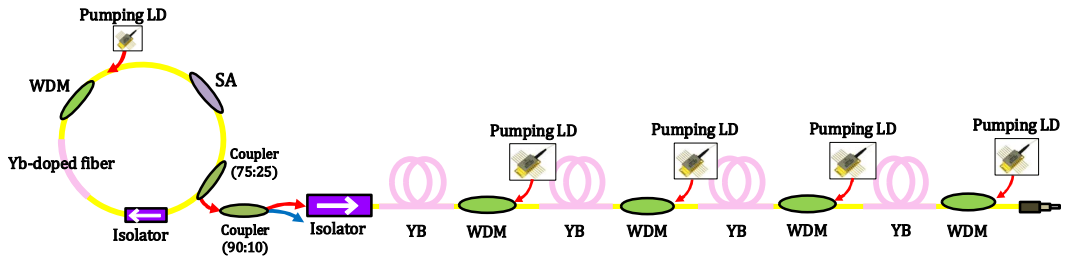 Pumping LD
WDM
SA
Yb-doped fiber
Coupler
(75:25)
Isolator
Coupler
(90:10)
Isolator
YB
WDM
Pumping LD
YB
WDM
Pumping LD
YB
WDM
Pumping LD
YB
WDM
Pumping LD